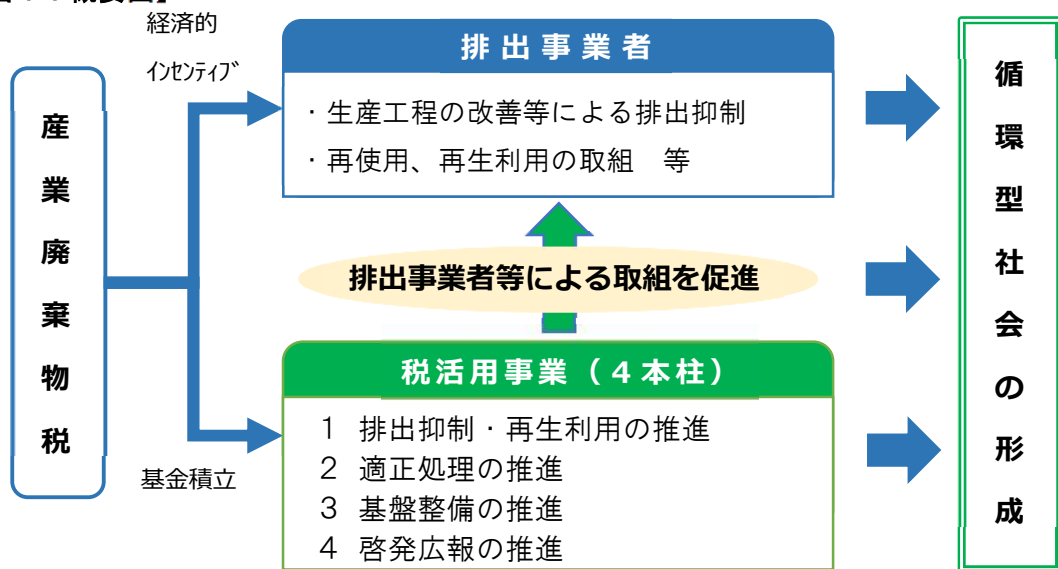 経済的
インセンティブ
産業廃棄物税
基金積立
排出事業者
・生産工程の改善等による排出抑制
・再使用、再生利用の取組　等
排出事業者等による取組を促進
税活用事業（４本柱）
１　排出抑制・再生利用の推進
２　適正処理の推進
３　基盤整備の推進
４　啓発広報の推進
循環型社会の形成